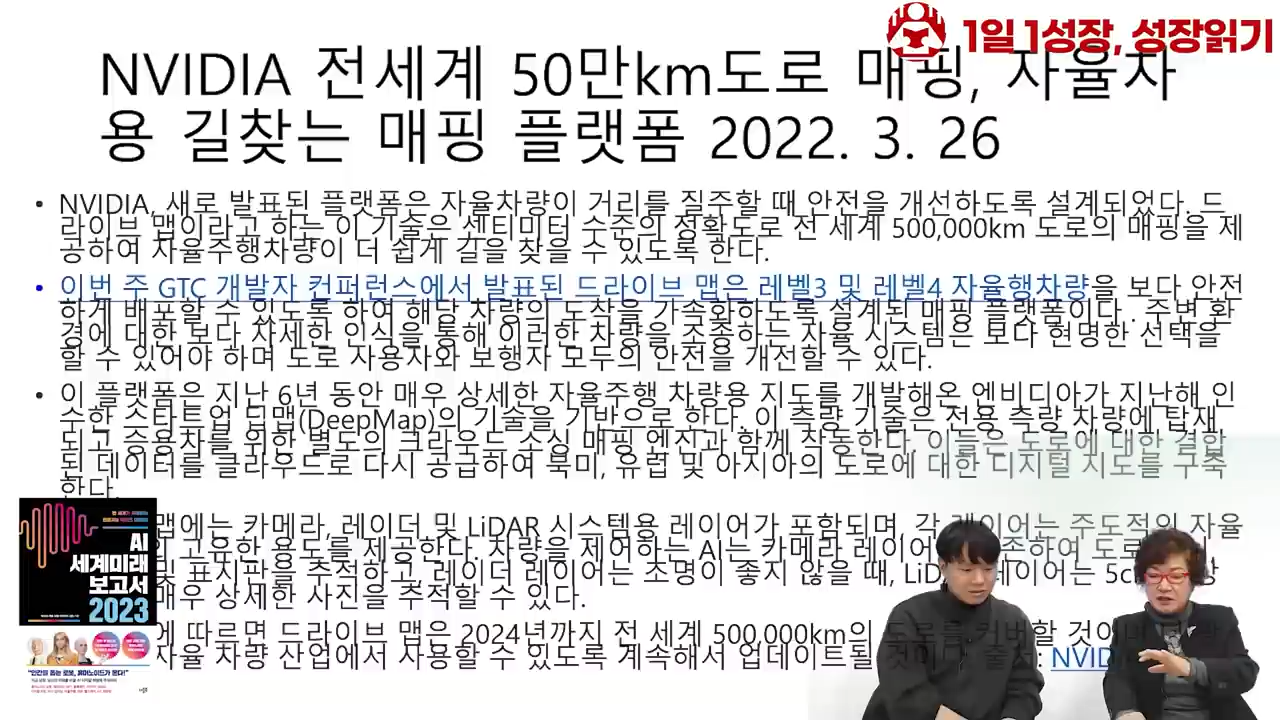 1일 1성장, 성장읽기
NVIDIA 전세계 50만km도로 매핑, 자율차
용 길찾는 매핑 플랫폼 2022. 3. 26
• NVIDIA, 새로 발표된 플랫폼은 자율차량이 거리를 질주할 때 안전을 개선하도록 설계되었다. 드
라이브 맵이라고 하는 이 기술은 센티미터 수준의 정확도로 전 세계 500,000km 도로의 매핑을 제
공하여 자율주행차량이 더 쉽게 길을 찾을 수 있도록 한다.
• 이번 주 GTC 개발자 컨퍼런스에서 발표된 드라이브 맵은 레벨3 및 레벨4 자율행차량을 보다 안전
하게 배포할 수 있도록 하여 해당 차량의 도착을 가속화하도록 설계된 매핑 플랫폼이다. 주변 환
경에 대한 보다 자세한 인식을 통해 이러한 차량을 조종하는 자율 시스템은 보다 현명한 선택을
할 수 있어야 하며 도로 사용자와 보행자 모두의 안전을 개선할 수 있다.
• 이 플랫폼은 지난 6년 동안 매우 상세한 자율주행 차량용 지도를 개발해온 엔비디아가 지난해 인
수한 스타트업 딥맵(DeepMap)의 기술을 기반으로 한다. 이 측량 기술은 전용 측량 차량에 탑재
되고 승용차를 위한 별도의 크라우드 소싱 매핑 엔진과 함께 작동한다. 이들은 도로에 대한 결합
된 데이터를 클라우드로 다시 공급하여 북미, 유럽 및 아시아의 도로에 대한 디지털 지도를 구축
한다.
맵에는 카메라, 레이더 및 LiDAR 시스템용 레이어가 포함되며, 각 레이어는 주도적의 자율
고유한 용도를 제공한다. 차량을 제어하는 AI는 카메라 레이어 도로
및 표지판을 추적하고, 레이더 레이어는 조명이 좋지 않을 때, LiDAR 레이어는 5cm
매우 상세한 사진을 추적할 수 있다.
에 따르면 드라이브 맵은 2024년까지 전 세계 500,000km의 도로를 커버할 것이며
자율 차량 산업에서 사용할 수 있도록 계속해서 업데이트될 것이다. 출처:
AI
세계미래
보고서
2023
"인간을 돕는 로봇, 휴머노이드가 온다!"